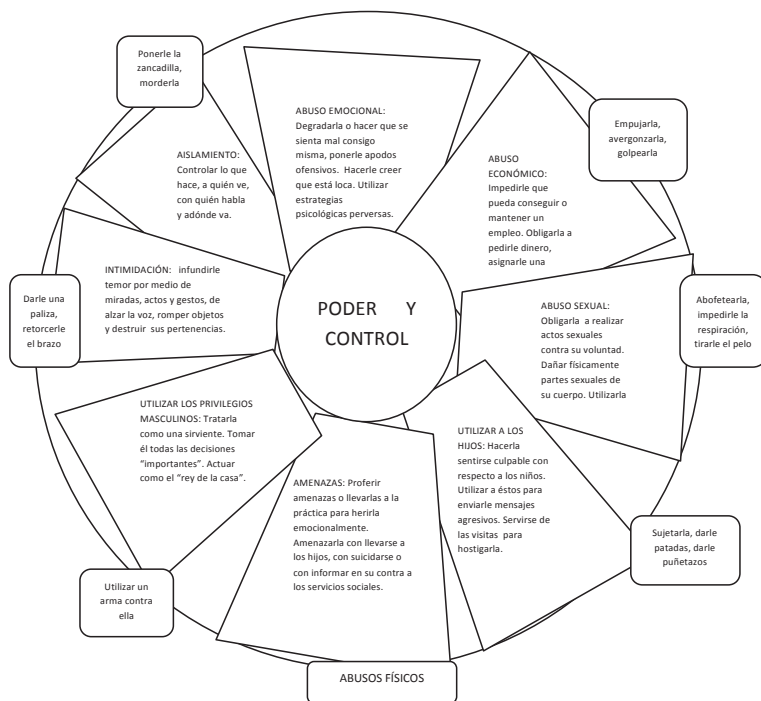 Ponerle la
zancadilla,
morderla
ABUSO EMOCIONAL:
Degradarla o hacer que se
sienta mal consigo
misma, ponerle apodos
ofensivos. Hacerle creer
que está loca. Utilizar
estrategias
psicológicas perversas.
Empujarla,
avergonzarla,
golpearla
AISLAMIENTO:
Controlar lo que
hace, a quién ve,
con quién habla
y adónde va.
ABUSO
ECONÓMICO:
Impedirle que
pueda conseguir o
mantener un
empleo. Obligarla a
pedirle dinero,
asignarle una
Darle una
paliza,
retorcerle
el brazo
INTIMIDACIÓN: infundirle
temor por medio de
miradas, actos y gestos, de
alzar la voz, romper objetos
y destruir sus pertenencias.
PODER Y
CONTROL
ABUSO SEXUAL:
Obligarla a realizar
actos sexuales
contra su voluntad.
Dañar físicamente
partes sexuales de
su cuerpo. Utilizarla
Abofetearla,
impedirle la
respiración,
tirarle el pelo
UTILIZAR LOS PRIVILEGIOS
MASCULINOS: Tratarla
como una sirviente. Tomar
él todas las decisiones
“importantes”. Actuar
como el “rey de la casa”.
AMENAZAS: Proferir
amenazas o llevarlas a la
práctica para herirla
emocionalmente.
Amenazarla con llevarse a
los hijos, con suicidarse o
con informar en su contra a
los servicios sociales.
UTILIZAR A LOS
HIJOS: Hacerla
sentirse culpable con
respecto a los niños.
Utilizar a éstos para
enviarle mensajes
agresivos. Servirse de
las visitas para
hostigarla.
Sujetarla, darle
patadas, darle
puñetazos
Utilizar un
arma contra
ella
ABUSOS FÍSICOS